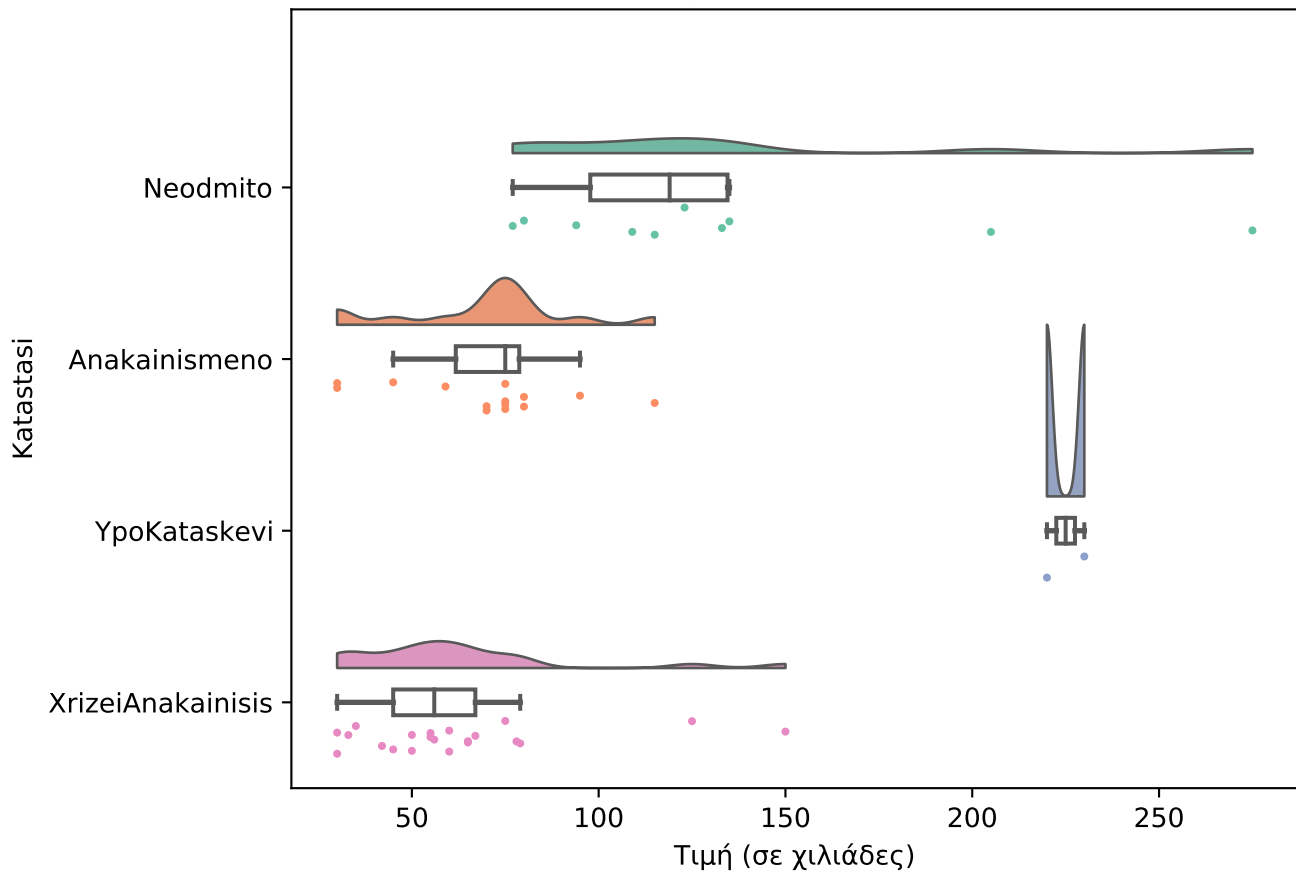 Katastasi
Neodmito
Anakainismeno
YpoKataskevi
XrizeiAnakainisis
50 100 150 200 250
Τιμή (σε χιλιάδες)